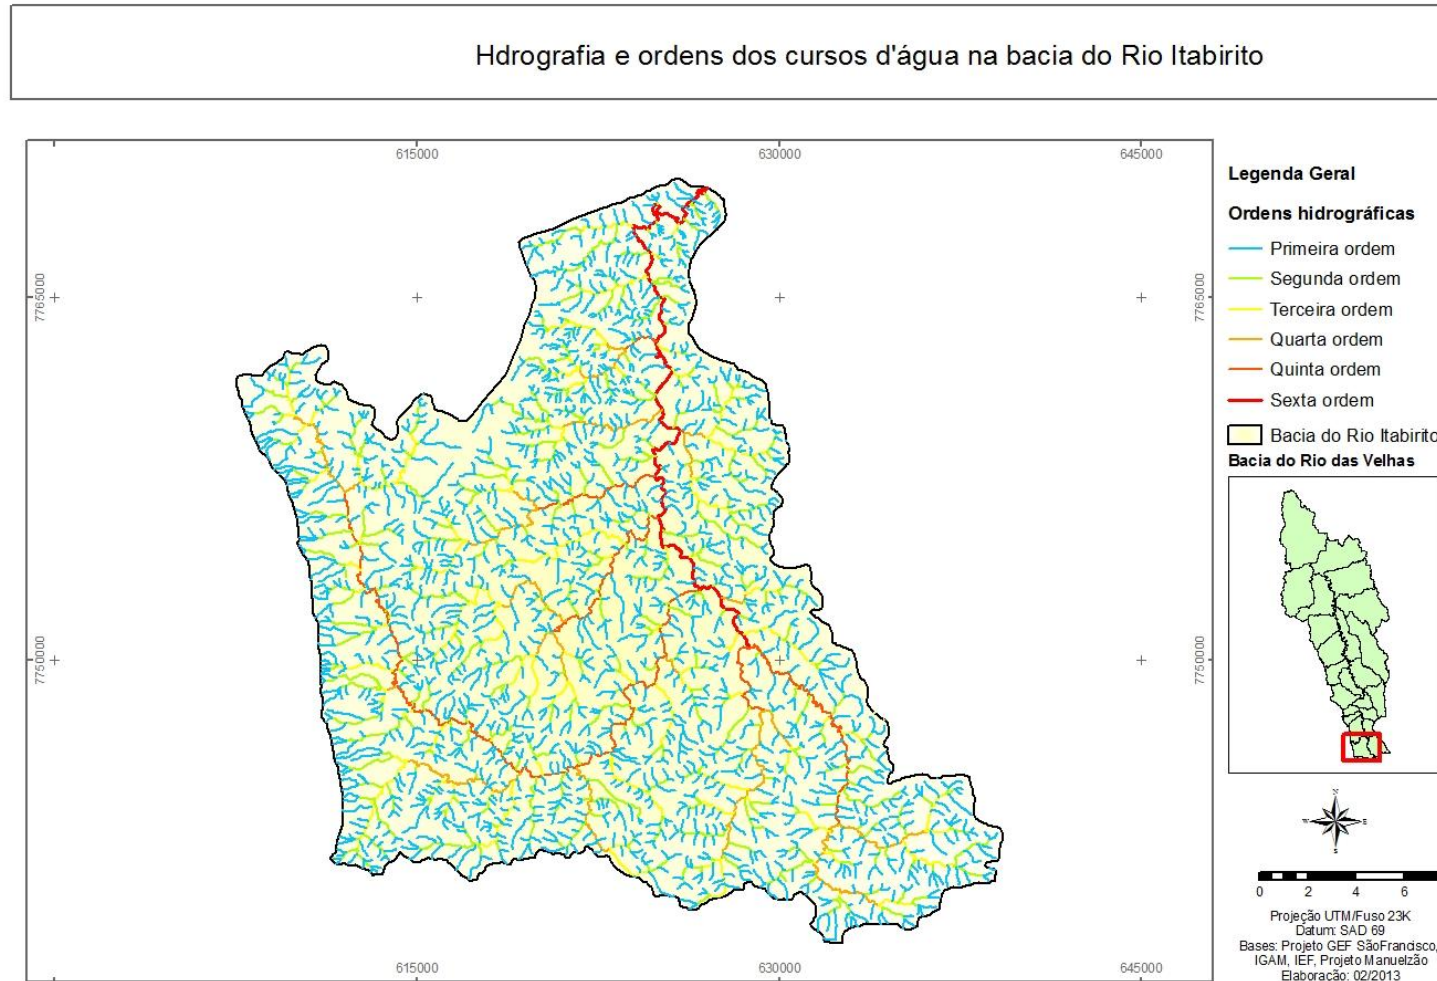 Hdrografia e ordens dos cursos d'água na bacia do Rio Itabirito
615000
630000
645000
7765000
7765000
7750000
7750000
615000
630000
645000
Legenda Geral
Ordens hidrográficas
Primeira ordem
Segunda ordem
Terceira ordem
Quarta ordem
Quinta ordem
Sexta ordem
Bacia do Rio Itabirito
Bacia do Rio das Velhas
N
W
E
S
0 2 4 6
Projeção UTM/Fuso 23K
Datum: SAD 69
Bases: Projeto GEF SãoFrancisco,
IGAM, IEF, Projeto Manuelzão
Elaboração: 02/2013